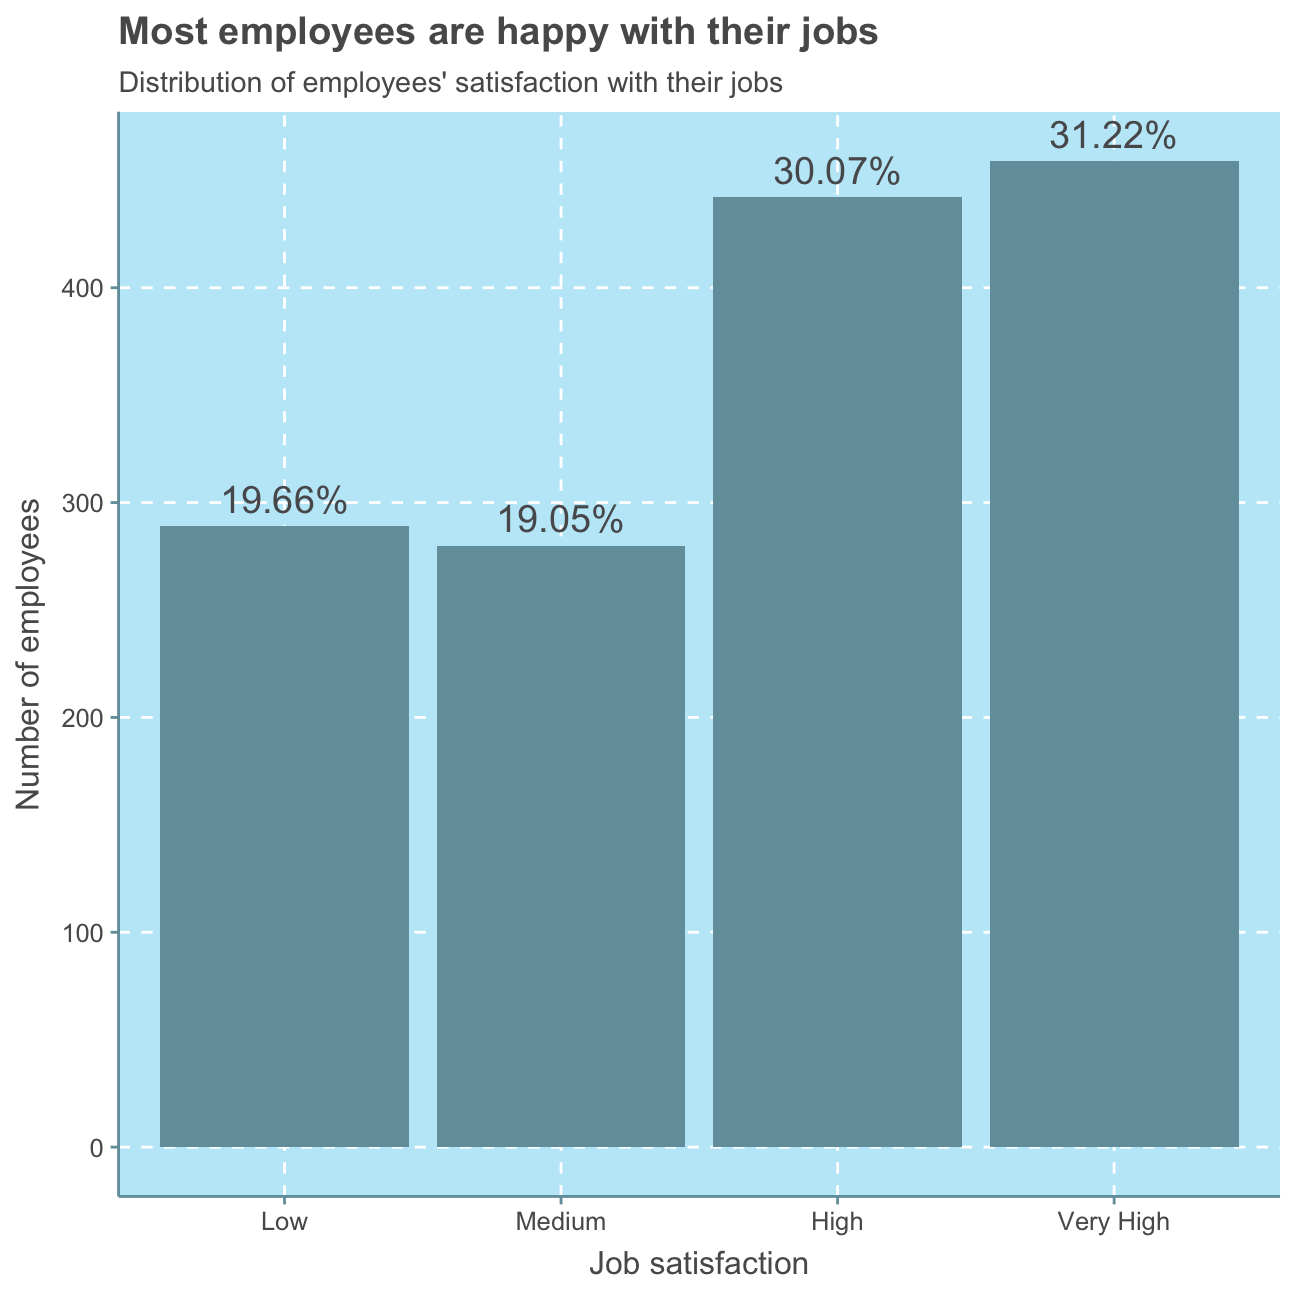 Most employees are happy with their jobs
Distribution of employees' satisfaction with their jobs
31.22%
30.07%
19.66%
19.05%
400
300
200
100
0
Number of employees
Low
Medium
High
Very High
Job satisfaction